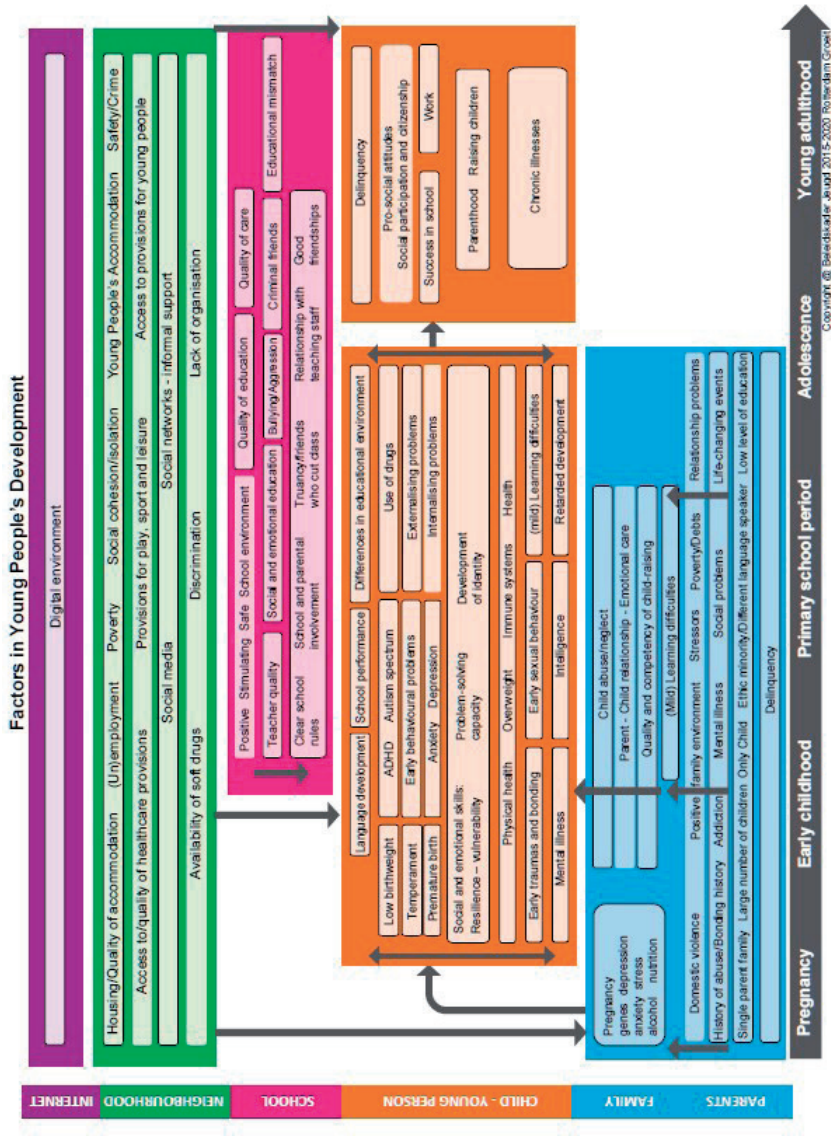 Factors in Young People's Development
INTERNET
Digital environment
NEIGHBOURHOOD
Housing/Quality of accommodation (Un)employment Poverty Social cohesion/isolation Young People's Accommodation Safety/Crime
Access to/quality of healthcare provisions Provisions for play, sport and leisure Access to provisions for young people
Social media Social networks - informal support
Availability of soft drugs Discrimination Lack of organisation
SCHOOL
Positive Stimulating Safe School environment Quality of education Quality of care
Teacher quality Social and emotional education Bullying/Aggression Criminal friends Educational mismatch
Clear school rules
School and parental involvement
Truancy/friends who cut class
Relationship with teaching staff
Good friendships
CHILD - YOUNG PERSON
Language development School performance Differences in educational environment
Low birthweight ADHD Autism spectrum Use of drugs
Temperament Early behavioural problems Externalising problems
Premature birth Anxiety Depression Internalising problems
Social and emotional skills:
Resilience – vulnerability
Problem-solving capacity
Development of identity
Physical health Overweight Immune systems Health
Early traumas and bonding Early sexual behaviour (mild) Learning difficulties
Mental illness Intelligence Retarded development
Delinquency
Pro-social attitudes
Social participation and citizenship
Success in school Work
Parenthood Raising children
Chronic illnesses
FAMILY
Pregnancy
genes depression
anxiety stress
alcohol nutrition
Child abuse/neglect
Parent - Child relationship - Emotional care
Quality and competency of child-raising
(Mild) Learning difficulties
PARENTS
Domestic violence Positive family environment Stressors Poverty/Debts Relationship problems
History of abuse/Bonding history Addiction Mental illness Social problems Life-changing events
Single parent family Large number of children Only Child Ethic minority/Different language speaker Low level of education
Delinquency
Pregnancy Early childhood Primary school period Adolescence Young adulthood
Copyright @ Beleidskader Jeugd 2015-2020 Rotterdam Groeit